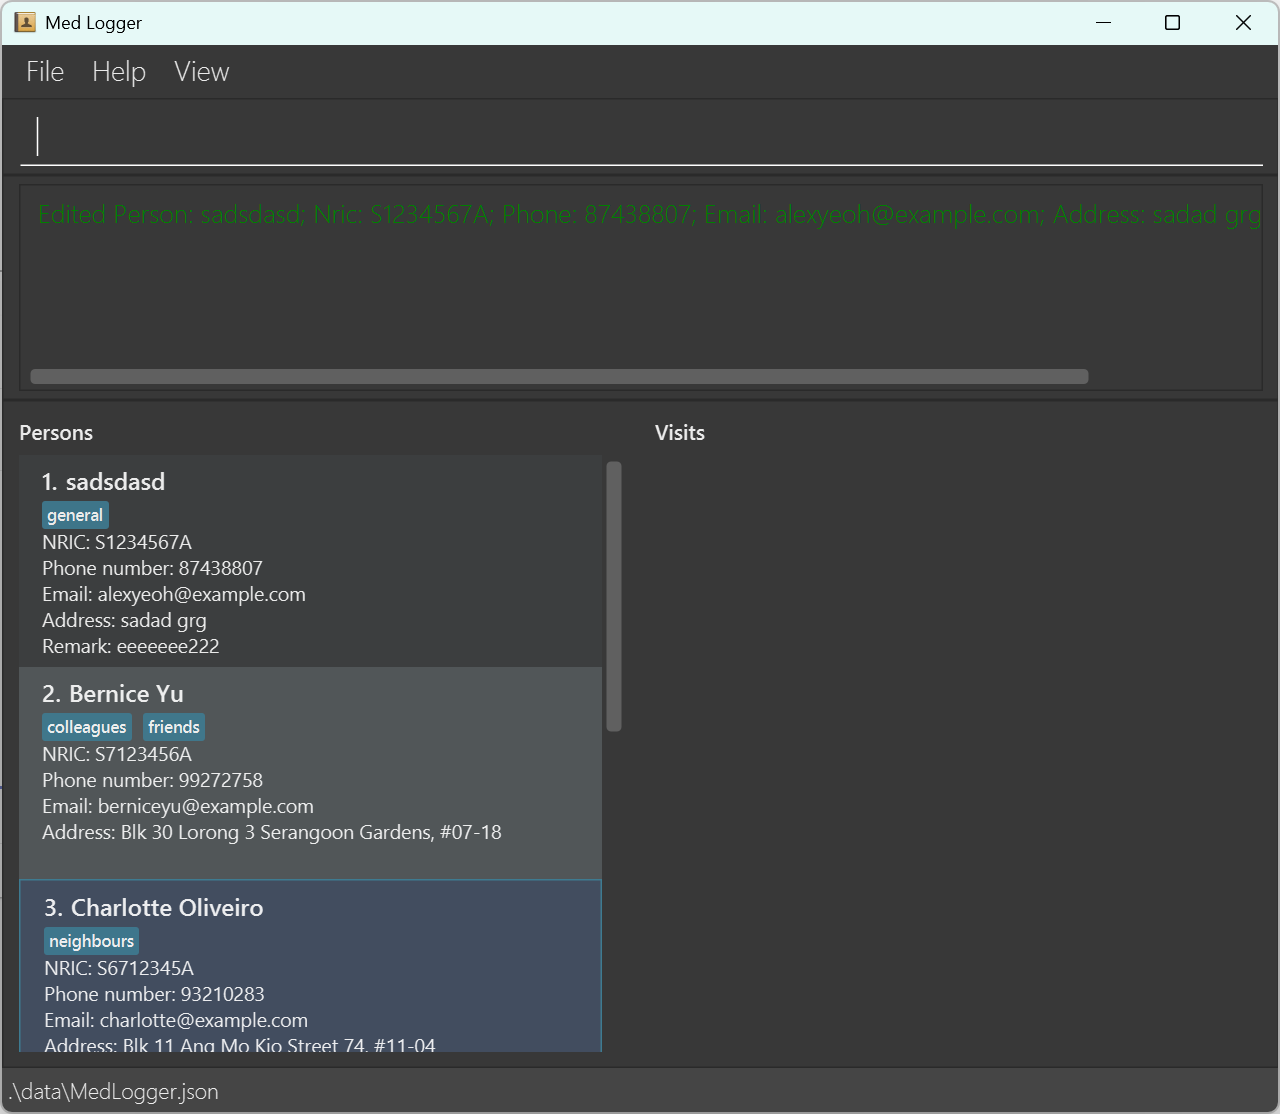 Med Logger
File Help View
Edited Person: sadsdasd; Nric: S1234567A; Phone: 87438807; Email: alexyeoh@example.com; Address: sadad grg
Persons
1. sadsdasd
general
NRIC: S1234567A
Phone number: 87438807
Email: alexyeoh@example.com
Address: sadad grg
Remark: eeeeeee222
2. Bernice Yu
colleagues friends
NRIC: S7123456A
Phone number: 99272758
Email: berniceyu@example.com
Address: Blk 30 Lorong 3 Serangoon Gardens, #07-18
3. Charlotte Oliveiro
neighbours
NRIC: S6712345A
Phone number: 93210283
Email: charlotte@example.com
Address: Blk 11 Ang Mo Kio Street 74, #11-04
Visits
.\data\MedLogger.json